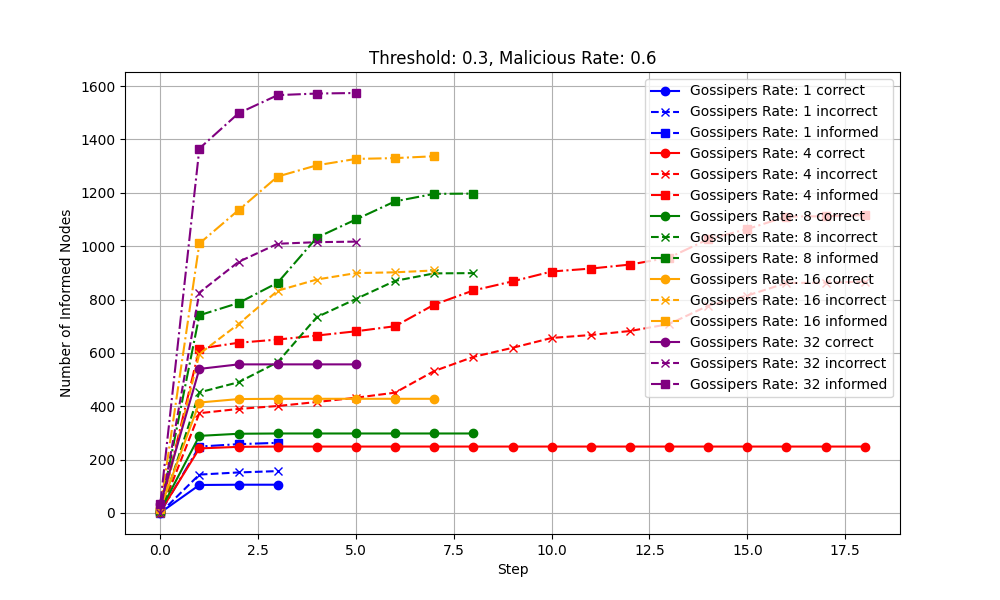 Threshold: 0.3, Malicious Rate: 0.6
1600
1400
1200
1000
800
600
400
200
0
Number of Informed Nodes
Gossipers Rate: 1 correct
Gossipers Rate: 1 incorrect
Gossipers Rate: 1 informed
Gossipers Rate: 4 correct
Gossipers Rate: 4 incorrect
Gossipers Rate: 4 informed
Gossipers Rate: 8 correct
Gossipers Rate: 8 incorrect
Gossipers Rate: 8 informed
Gossipers Rate: 16 correct
Gossipers Rate: 16 incorrect
Gossipers Rate: 16 informed
Gossipers Rate: 32 correct
Gossipers Rate: 32 incorrect
Gossipers Rate: 32 informed
0.0 2.5 5.0 7.5 10.0 12.5 15.0 17.5
Step